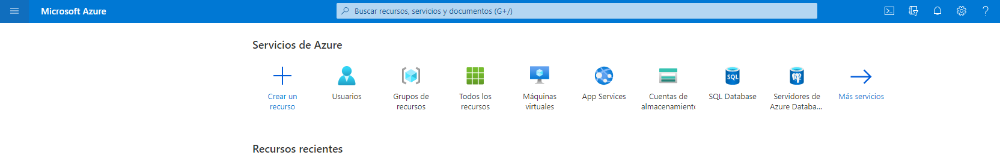 Microsoft Azure
Buscar recursos, servicios y documentos (G+/)
Servicios de Azure
Crear un
recurso
Usuarios
Grupos de
recursos
Todos los
recursos
Máquinas
virtuales
App Services
Cuentas de
almacenamiento
SQL
SQL Database
Servidores de
Azure Databa...
Más servicios
Recursos recientes